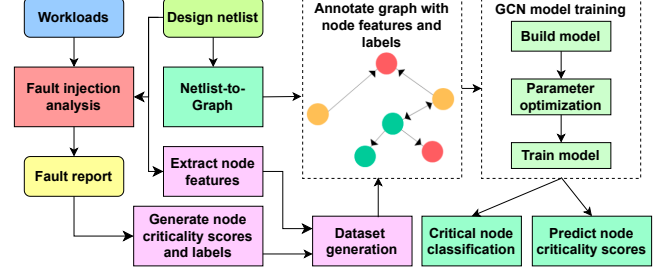 Workloads
Design netlist
Annotate graph with
node features and
labels
GCN model training
Build model
Fault injection
analysis
Netlist-to-
Graph
Parameter
optimization
Train model
Fault report
Extract node
features
Generate node
criticality scores
and labels
Dataset
generation
Critical node
classification
Predict node
criticality scores